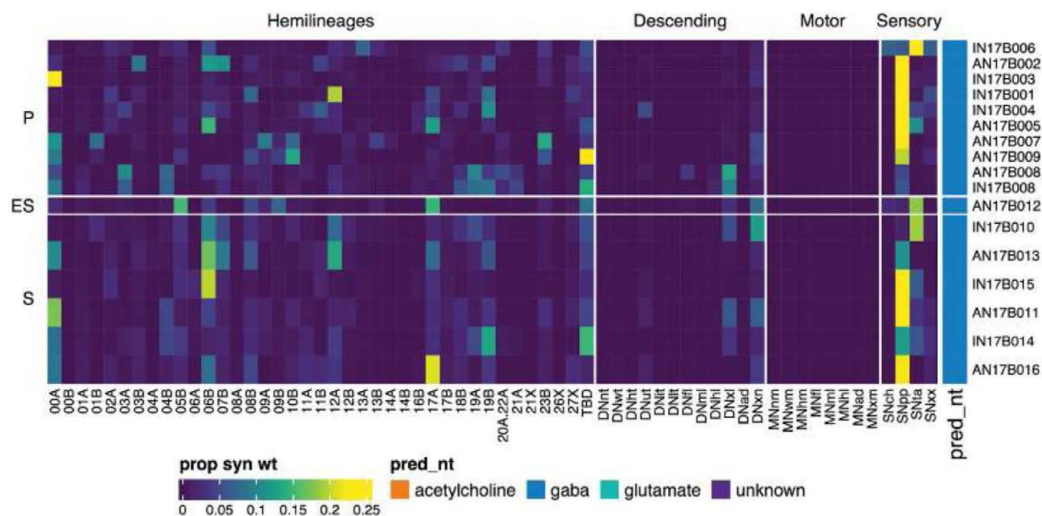 Hemilineages Descending Motor Sensory
P
ES
S
IN17B006
AN17B002
IN17B003
IN17B001
IN17B004
AN17B005
AN17B007
AN17B009
AN17B008
IN17B008
AN17B012
IN17B010
AN17B013
IN17B015
AN17B011
IN17B014
AN17B016
00A
00B
01A
01B
02A
03A
03B
04A
04B
05B
06A
06B
07B
08A
08B
09A
09B
10B
11A
11B
12A
12B
13A
13B
14A
14B
16B
17A
17B
18B
19A
19B
20A.22A
21A
21X
23B
26X
27X
TBD
DNnt
DNwt
DNht
DNut
DNit
DNlt
DNfl
DNml
DNhl
DNxl
DNad
DNxn
MNnm
MNwm
MNhm
MNfl
MNml
MNhl
MNad
MNxm
SNch
SNpp
SNta
SNxx
pred_nt
prop syn wt
0 0.05 0.1 0.15 0.2 0.25
pred_nt
acetylcholine gaba glutamate unknown